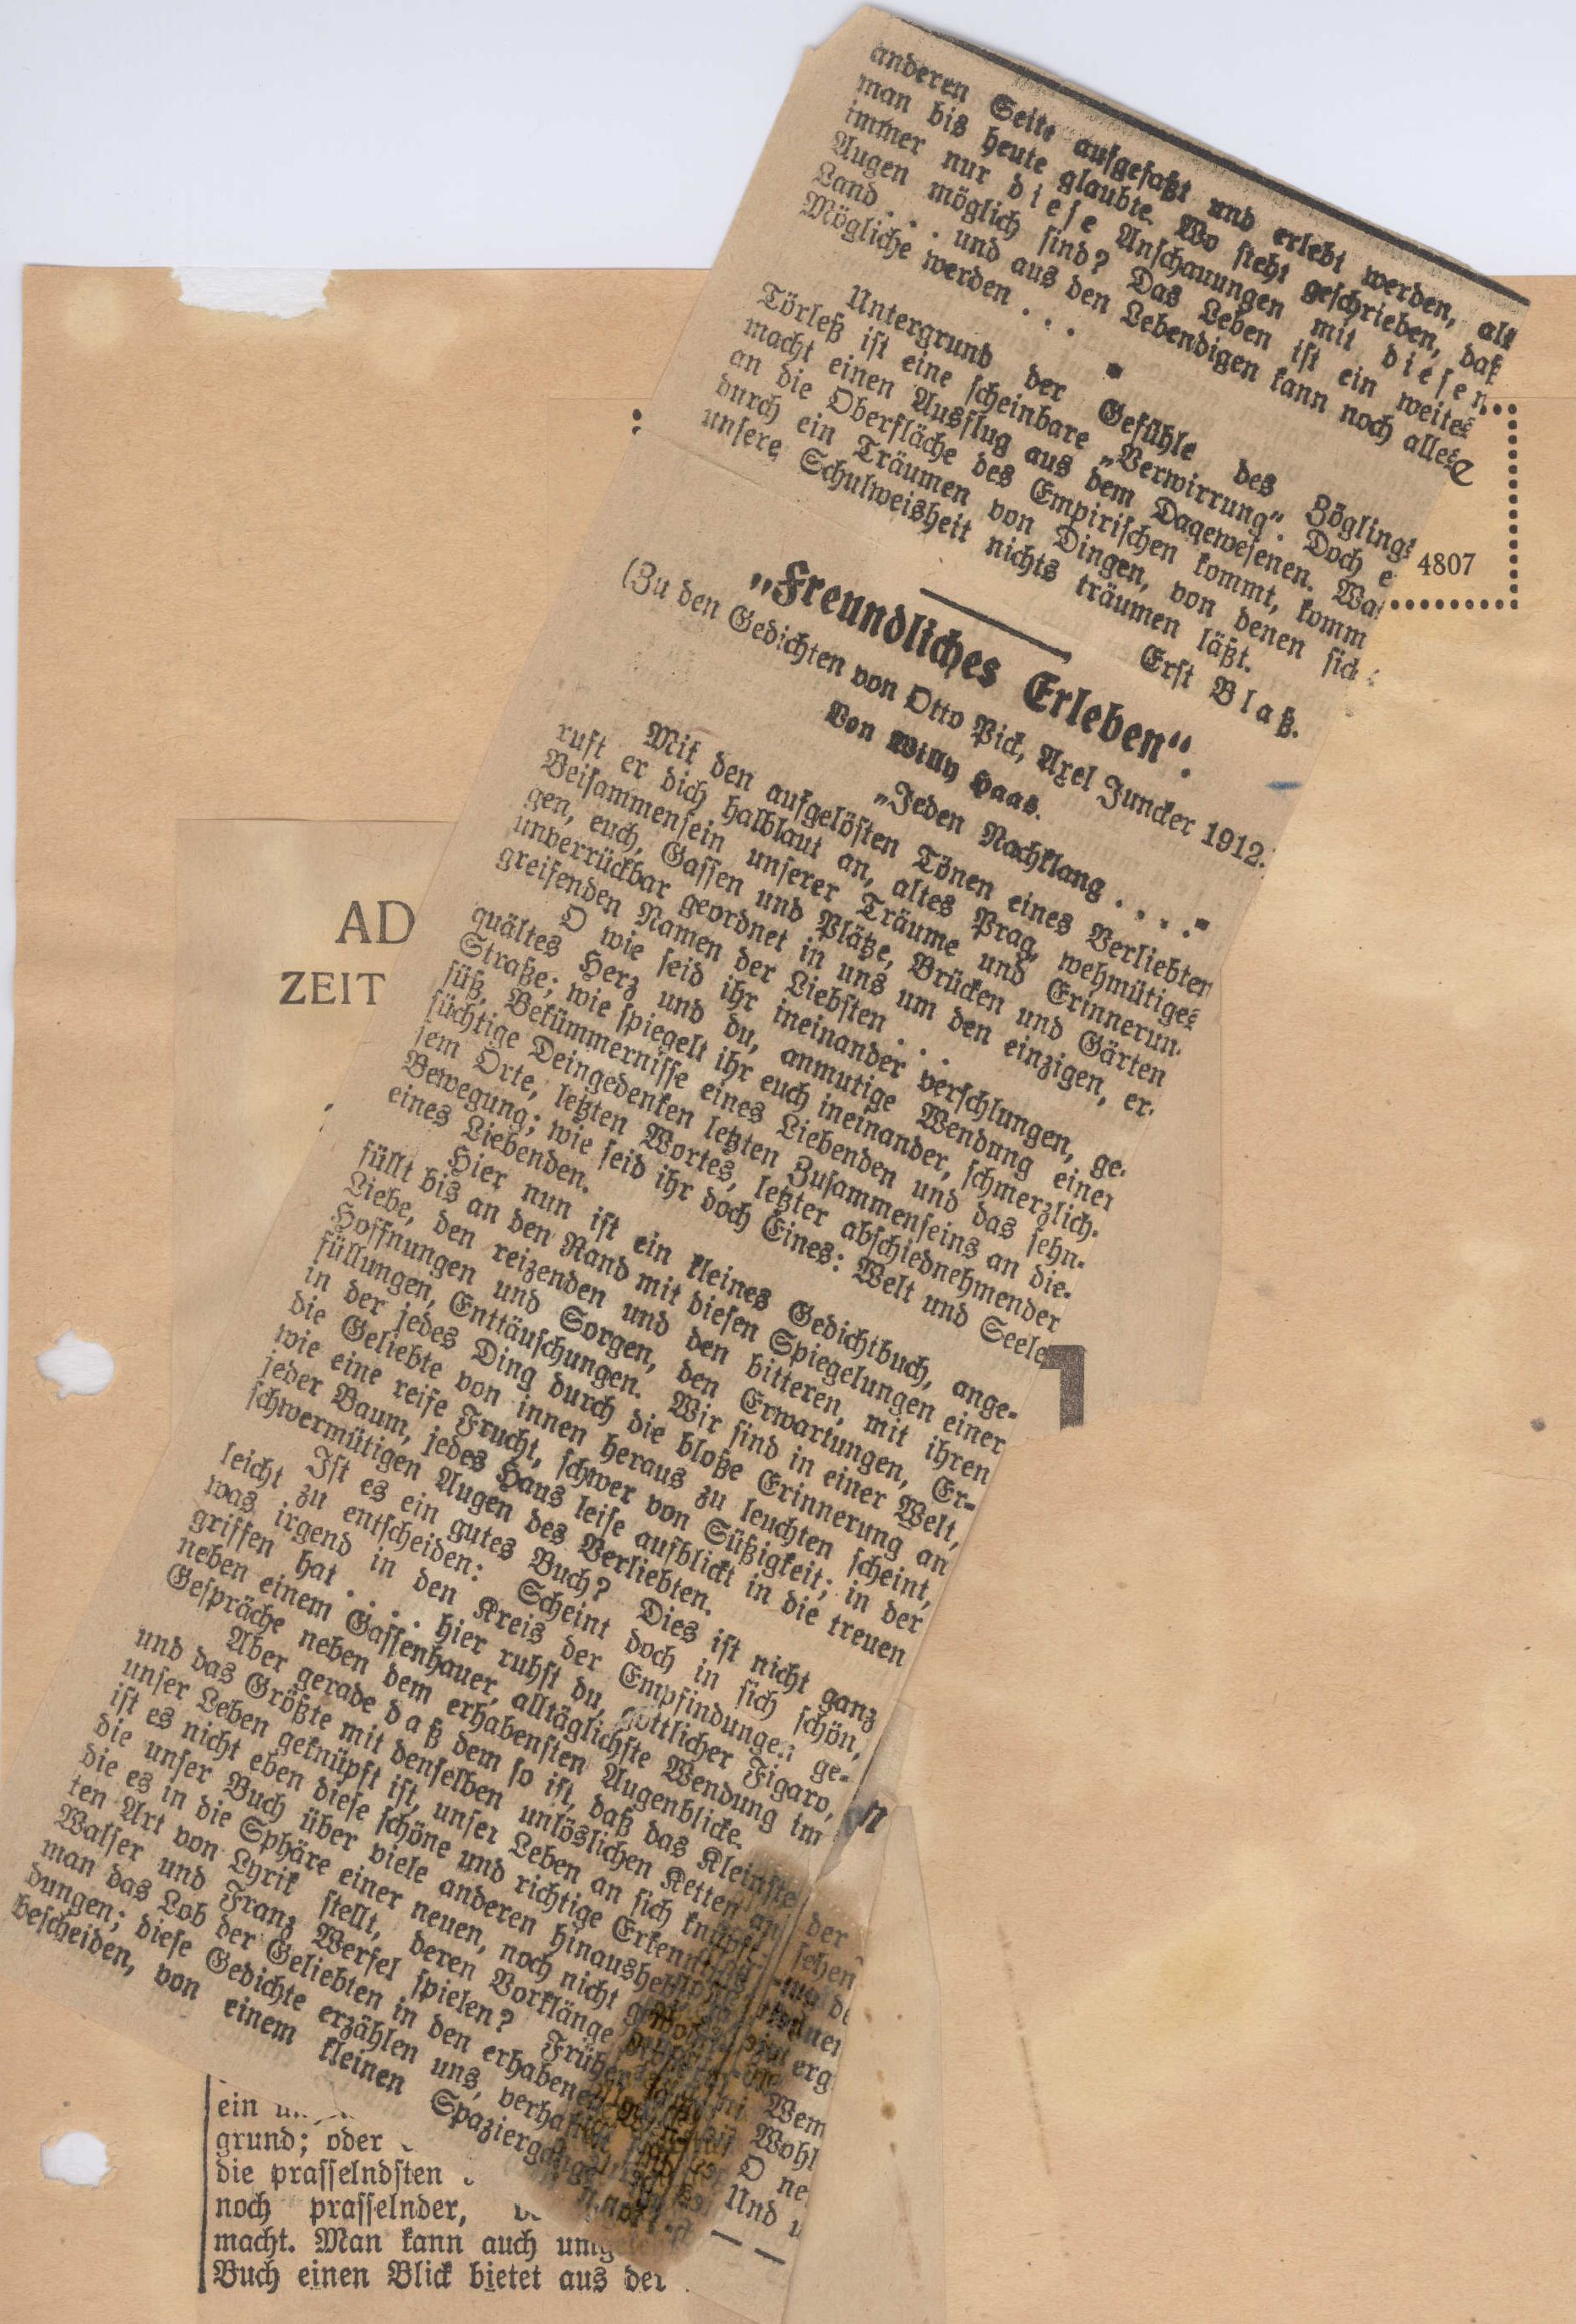 anderen Seite aufgefaßt und erlebt werden, als
man bis heute glaubte. Wo steht geschrieben, daß
immer nur diese Anschauungen mit diesen
Augen möglich sind? Das Leben ist ein weites
Land . . . und aus den Lebendigen kann noch alles
Mögliche werden . . .
Untergrund der Gefühle des Zöglings
Törleß ist eine scheinbare „Verwirrung“. Doch e
macht einen Ausflug aus dem Dagewesenen. Wa
an die Oberfläche des Empirischen kommt, komm
durch ein Träumen von Dingen, von denen sich
unsere Schulweisheit nichts träumen läßt.
Erst Blaß.
4807
„Freundliches Erleben“.
(Zu den Gedichten von Otto Pick, Axel Juncker 1912.
Von Willy Haas.
„Jeden Nachklang . . . .“
Mit den aufgelösten Tönen eines Verliebten
ruft er dich halblaut an, altes Prag, wehmütiges
Beisammensein unserer Träume und Erinnerun-
gen, euch, Gassen und Plätze, Brücken und Gärten
unverrückbar geordnet in uns um den einzigen, er-
greifenden Namen der Liebsten . . .
O wie seid ihr ineinander verschlungen, ge-
quältes Herz und du, anmutige Wendung einer
Straße; wie spiegelt ihr euch ineinander, schmerzlich-
süß, Bekümmernisse eines Liebenden und das sehn-
süchtige Deingedenken letzten Zusammenseins an die-
sem Orte, letzten Wortes, letzter abschiednehmender
Bewegung; wie seid ihr doch Eines: Welt und Seele
eines Liebenden.
Hier nun ist ein kleines Gedichtbuch, ange-
füllt bis an den Rand mit diesen Spiegelungen einer
Liebe, den reizenden und den bitteren, mit ihren
Hoffnungen und Sorgen, den Erwartungen, Er-
füllungen, Enttäuschungen. Wir sind in einer Welt,
in der jedes Ding durch die bloße Erinnerung an
die Geliebte von innen heraus zu leuchten scheint,
wie eine reife Frucht, schwer von Süßigkeit; in der
jeder Baum, jedes Haus leise aufblickt in die treuen
schwermütigen Augen des Verliebten.
Ist es ein gutes Buch? Dies ist nicht ganz
leicht zu entscheiden: Scheint doch in sich schön,
was irgend in den Kreis der Empfindungen ge-
griffen hat . . . . hier ruhst du, göttlicher Figaro,
neben einem Gassenhauer, alltäglichste Wendung im
Gespräche neben dem erhabensten Augenblicke.
Aber gerade daß dem so ist, daß das Kleinste
und das Größte mit denselben unlöslichen Ketten an
unser Leben geknüpft ist, unser Leben an sich knüpft
ist es nicht eben diese schöne und richtige Erkenntnis
die unser Buch über viele anderen hinaushebt
die es in die Sphäre einer neuen, noch nicht
ten Art von Lyrik stellt, deren Vorklänge
Walser und Franz Werfel spielen? Früher
man das Lob der Geliebten in den erhabenen
dungen; diese Gedichte erzählen uns, verhaltet
bescheiden, von einem kleinen Spaziergange
der
sehen
erg
Wem
Wohl
O ne
Und u
AD
ZEIT
ein
grund; oder
die prasselndsten
noch prasselnder,
macht. Man kann auch
Buch einen Blick bietet aus der